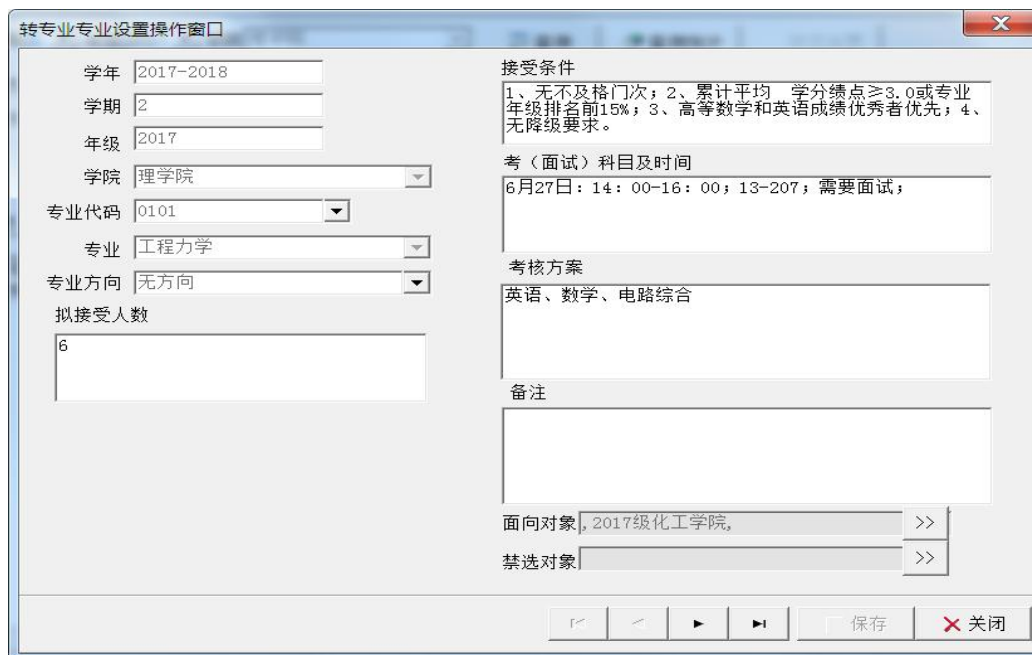 转专业专业设置操作窗口
学年 2017-2018
学期 2
年级 2017
学院 理学院
专业代码 0101
专业 工程力学
专业方向 无方向
拟接受人数
6
接受条件
1、无不及格门次；2、累计平均　学分绩点≥3.0或专业
年级排名前15%；3、高等数学和英语成绩优秀者优先；4、
无降级要求。
考（面试）科目及时间
6月27日：14：00-16：00；13-207；需要面试；
考核方案
英语、数学、电路综合
备注
面向对象 ,2017级化工学院, >>
禁选对象 >>
保存
关闭